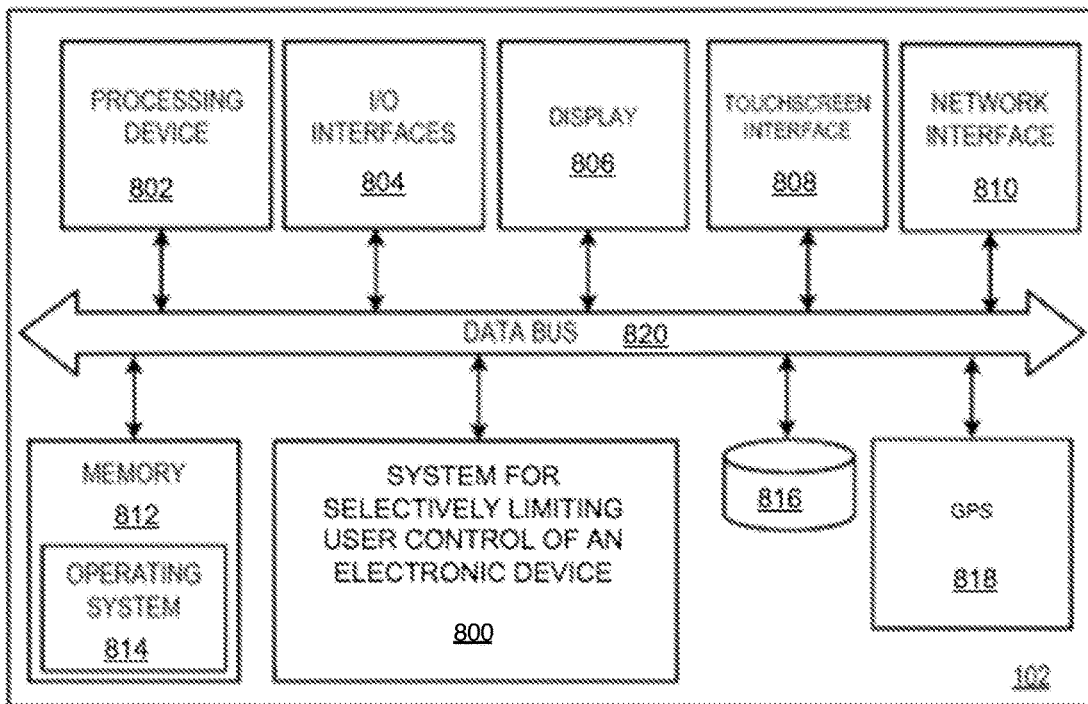 PROCESSING
DEVICE
802
I/O
INTERFACES
804
DISPLAY
806
TOUCHSCREEN
INTERFACE
808
NETWORK
INTERFACE
810
DATA BUS 820
MEMORY
812
OPERATING
SYSTEM
814
SYSTEM FOR
SELECTIVELY LIMITING
USER CONTROL OF AN
ELECTRONIC DEVICE
800
816
GPS
818
102